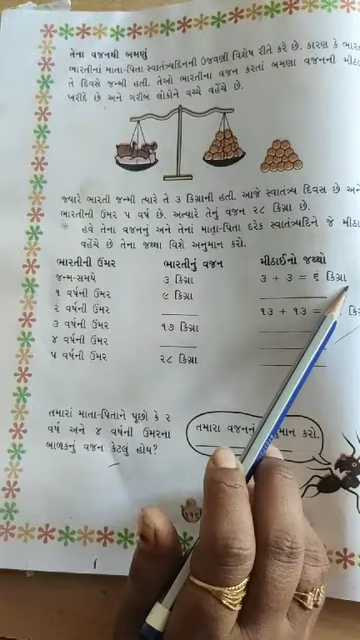 તેના વજનથી બમણું
ભારતીનાં માતા-પિતા સ્વાતંત્ર્યદિનની ઉજવણી વિશેષ રીતે કરે છે. કારણ કે
તે દિવસે જન્મી હતી. તેઓ ભારતીના વજન કરતાં બમણા વજનની
ખરીદે છે અને ગરીબ લોકોને વચ્ચે વહેંચે છે.
જ્યારે ભારતી જન્મી ત્યારે તે ૩ કિગ્રાની હતી. આજે સ્વાતંત્ર્ય દિવસ છે અને
ભારતીની ઉંમર ૫ વર્ષ છે. અત્યારે તેનું વજન ૨૮ કિગ્રા છે.
* હવે તેના વજનનું અને તેનાં માતા-પિતા દરેક સ્વાતંત્ર્યદિને જે
વહેંચે છે તેના જથ્થા વિશે અનુમાન કરો.
ભારતીની ઉંમર ભારતીનું વજન મીઠાઈનો જથ્થો
જન્મ-સમયે ૩ કિગ્રા ૩ + ૩ = ૬ કિગ્રા
૧ વર્ષની ઉંમર ૯ કિગ્રા
૨ વર્ષની ઉંમર ૧૩ + ૧૩ =
૩ વર્ષની ઉંમર ૧૭ કિગ્રા
૪ વર્ષની ઉંમર
૫ વર્ષની ઉંમર ૨૮ કિગ્રા
તમારાં માતા-પિતાને પૂછો કે ૨
વર્ષ અને ૪ વર્ષની ઉંમરના
બાળકનું વજન કેટલું હોય?
તમારા વજનનું કરો.